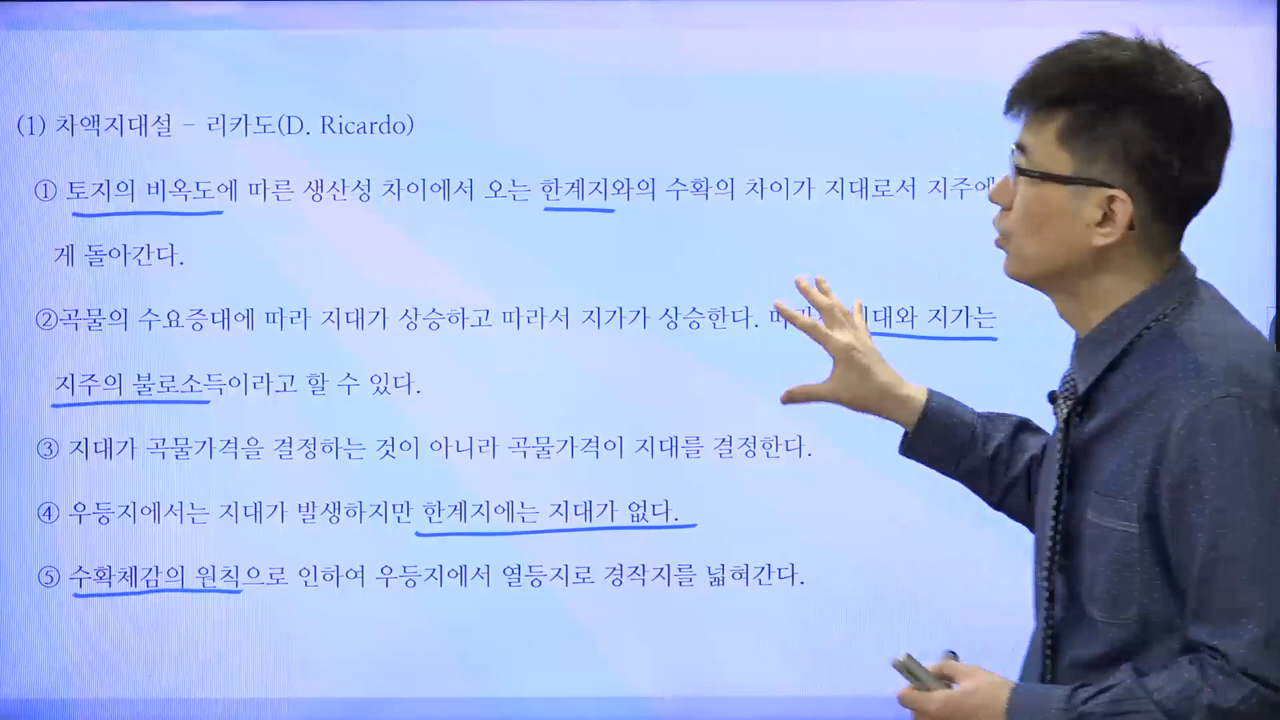 (1) 차액지대설 - 리카도(D. Ricardo)
① 토지의 비옥도에 따른 생산성 차이에서 오는 한계지와의 수확의 차이가 지대로서 지주에
게 돌아간다.
②곡물의 수요증대에 따라 지대가 상승하고 따라서 지가가 상승한다. 지가는
지주의 불로소득이라고 할 수 있다.
③ 지대가 곡물가격을 결정하는 것이 아니라 곡물가격이 지대를 결정한다.
④ 우등지에서는 지대가 발생하지만 한계지에는 지대가 없다.
⑤ 수확체감의 원칙으로 인하여 우등지에서 열등지로 경작지를 넓혀간다.